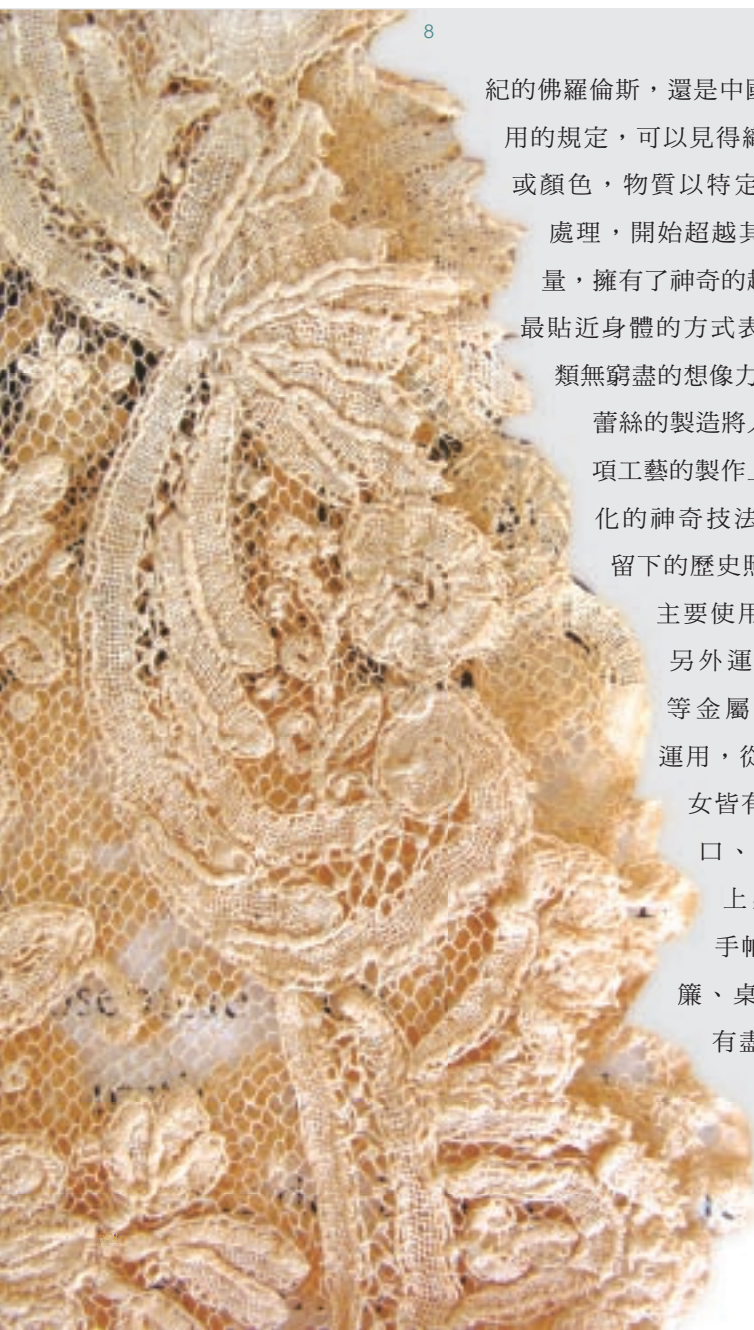 8
紀的佛羅倫斯，還是中國
用的規定，可以見得織
或顏色，物質以特定
處理，開始超越其
量，擁有了神奇的超
最貼近身體的方式表
類無窮盡的想像力
蕾絲的製造將人
項工藝的製作上
化的神奇技法
留下的歷史照
主要使用
另外運
等金屬
運用，從
女皆有
口、
上
手帕
簾、桌
有盡